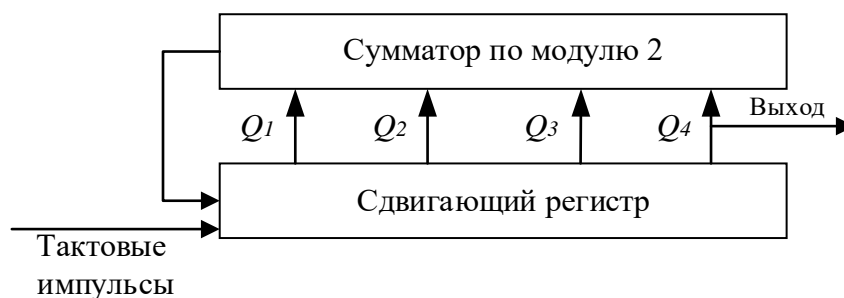 Сумматор по модулю 2
Q1 Q2 Q3 Q4 Выход
Сдвигающий регистр
Тактовые
импульсы